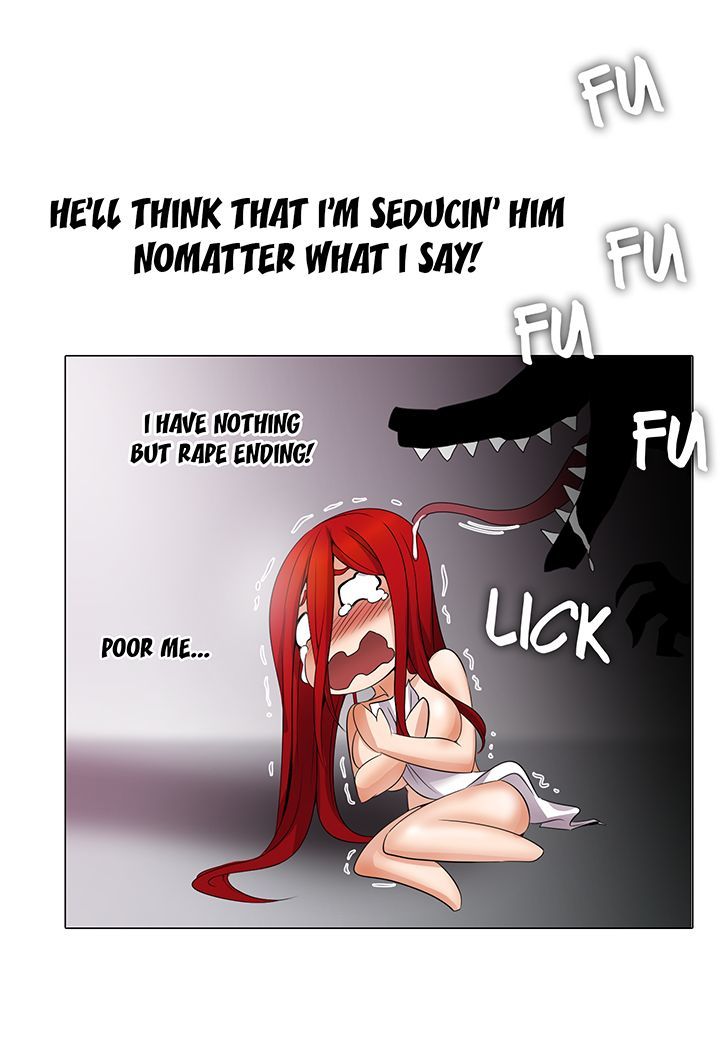 FU
HE'LL THINK THAT I'M SEDUCIN' HIM
NOMATTER WHAT I SAY!
FU
FU
I HAVE NOTHING
BUT RAPE ENDING!
FU
LICK
POOR ME...